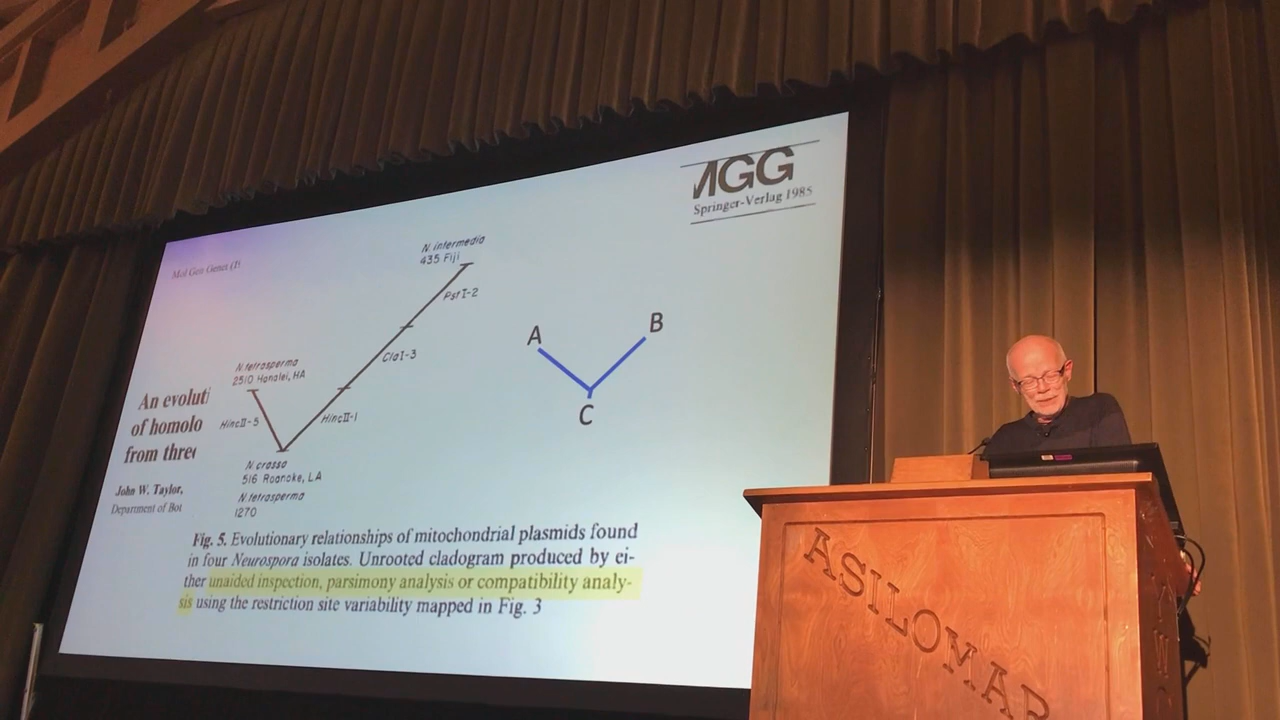 MGG
Springer-Verlag 1985
Mol Gen Genet (1
N. intermedia
435 Fiji
PstI-2
ClaI-3
HincII-1
N. tetrasperma
2510 Hanalei, HA
HincII-5
N. crassa
516 Roanoke, LA
N. tetrasperma
1270
A
B
C
An evoluti
of homolo
from three
John W. Taylor,
Department of Bot
Fig. 5. Evolutionary relationships of mitochondrial plasmids found
in four Neurospora isolates. Unrooted cladogram produced by ei-
ther unaided inspection, parsimony analysis or compatibility analy-
sis using the restriction site variability mapped in Fig. 3
ASILOMAR